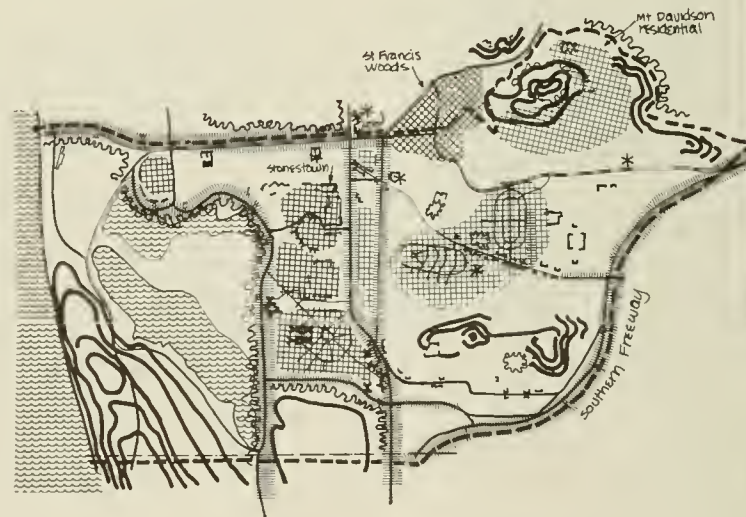 Mt Davidson
residential
St Francis
Woods
Stonestown
Southern Freeway